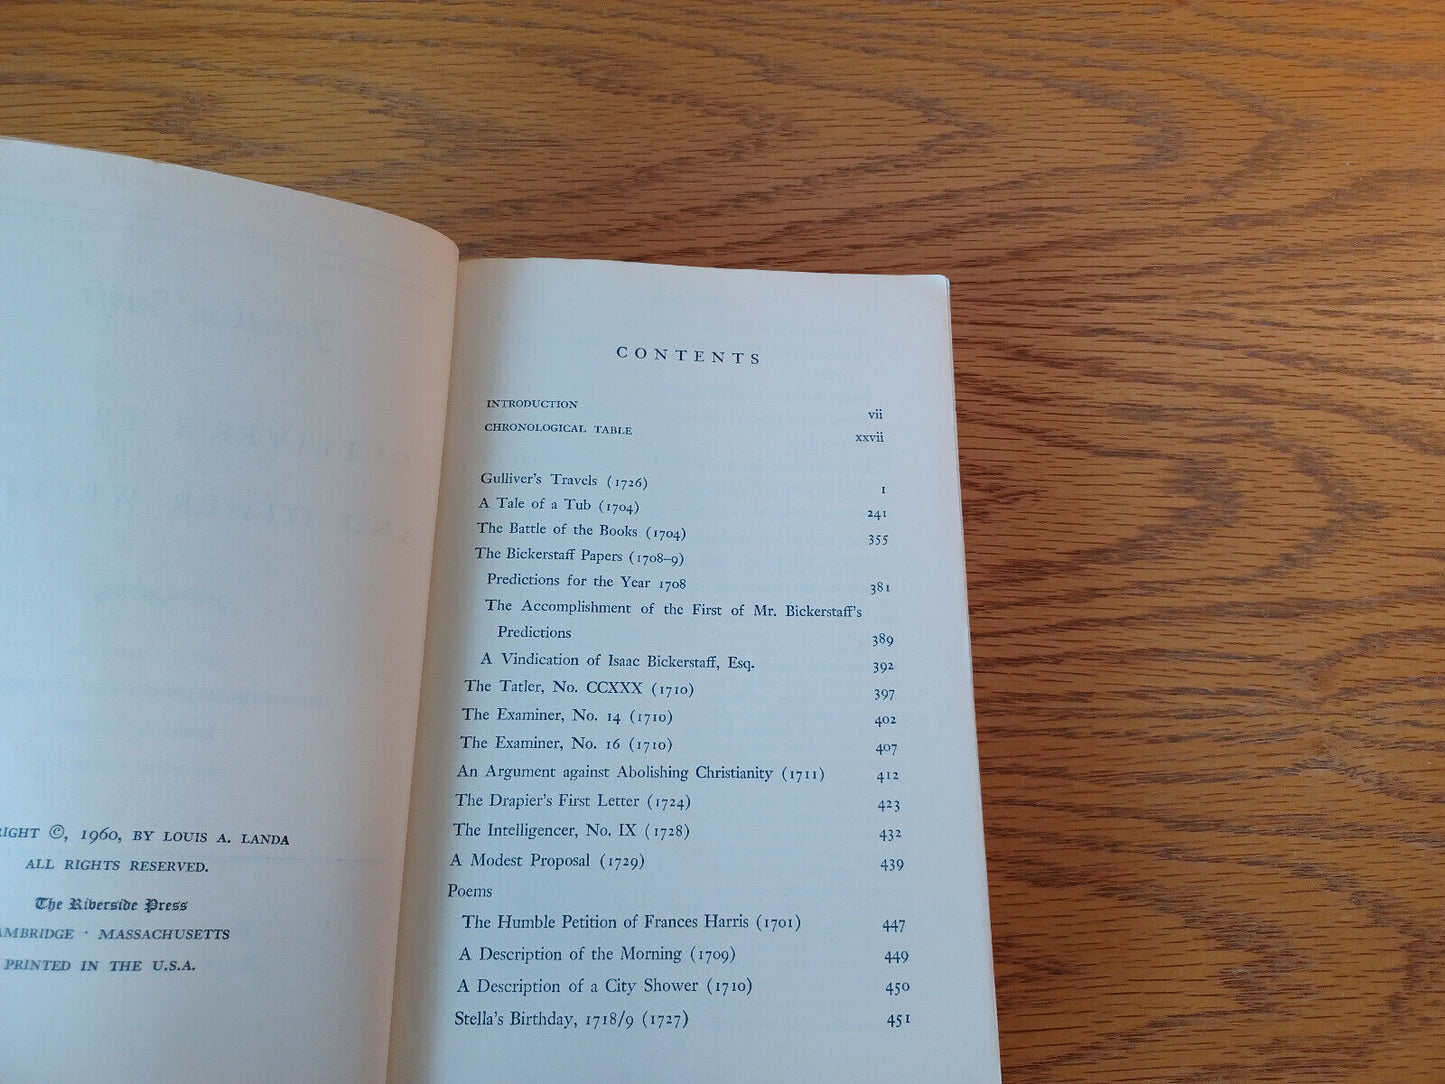 RIGHT ©, 1960, BY LOUIS A. LANDA
ALL RIGHTS RESERVED.
The Riverside Press
AMBRIDGE · MASSACHUSETTS
PRINTED IN THE U.S.A.
CONTENTS
INTRODUCTION vii
CHRONOLOGICAL TABLE xxvii
Gulliver's Travels (1726) 1
A Tale of a Tub (1704) 241
The Battle of the Books (1704) 355
The Bickerstaff Papers (1708–9)
Predictions for the Year 1708 381
The Accomplishment of the First of Mr. Bickerstaff's
Predictions 389
A Vindication of Isaac Bickerstaff, Esq. 392
The Tatler, No. CCXXX (1710) 397
The Examiner, No. 14 (1710) 402
The Examiner, No. 16 (1710) 407
An Argument against Abolishing Christianity (1711) 412
The Drapier's First Letter (1724) 423
The Intelligencer, No. IX (1728) 432
A Modest Proposal (1729) 439
Poems
The Humble Petition of Frances Harris (1701) 447
A Description of the Morning (1709) 449
A Description of a City Shower (1710) 450
Stella's Birthday, 1718/9 (1727) 451